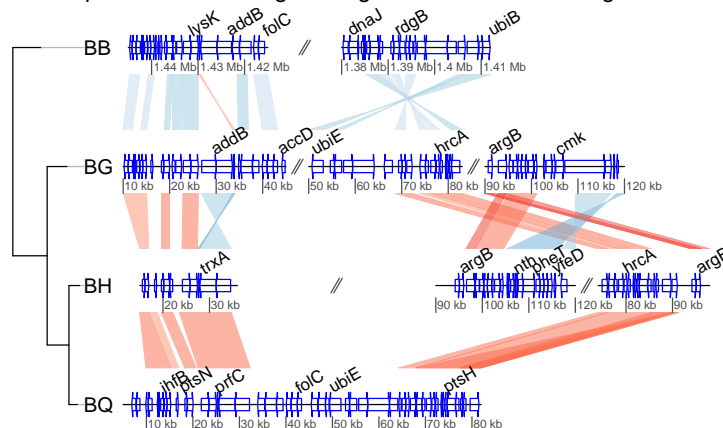 lysK addB folC dnaJ rdgB ubiB
BB // 
1.44 Mb 1.43 Mb 1.42 Mb 1.38 Mb 1.39 Mb 1.4 Mb 1.41 Mb
addB accD ubiE hrcA argB cmk
BG // //
10 kb 20 kb 30 kb 40 kb 50 kb 60 kb 70 kb 80 kb 90 kb 100 kb 110 kb 120 kb
trxA argB nth pheT yfeD hrcA argB
BH // //
20 kb 30 kb 90 kb 100 kb 110 kb 120 kb 80 kb 90 kb
ihfB ptsN prfC folC ubiE ptsH
BQ
10 kb 20 kb 30 kb 40 kb 50 kb 60 kb 70 kb 80 kb